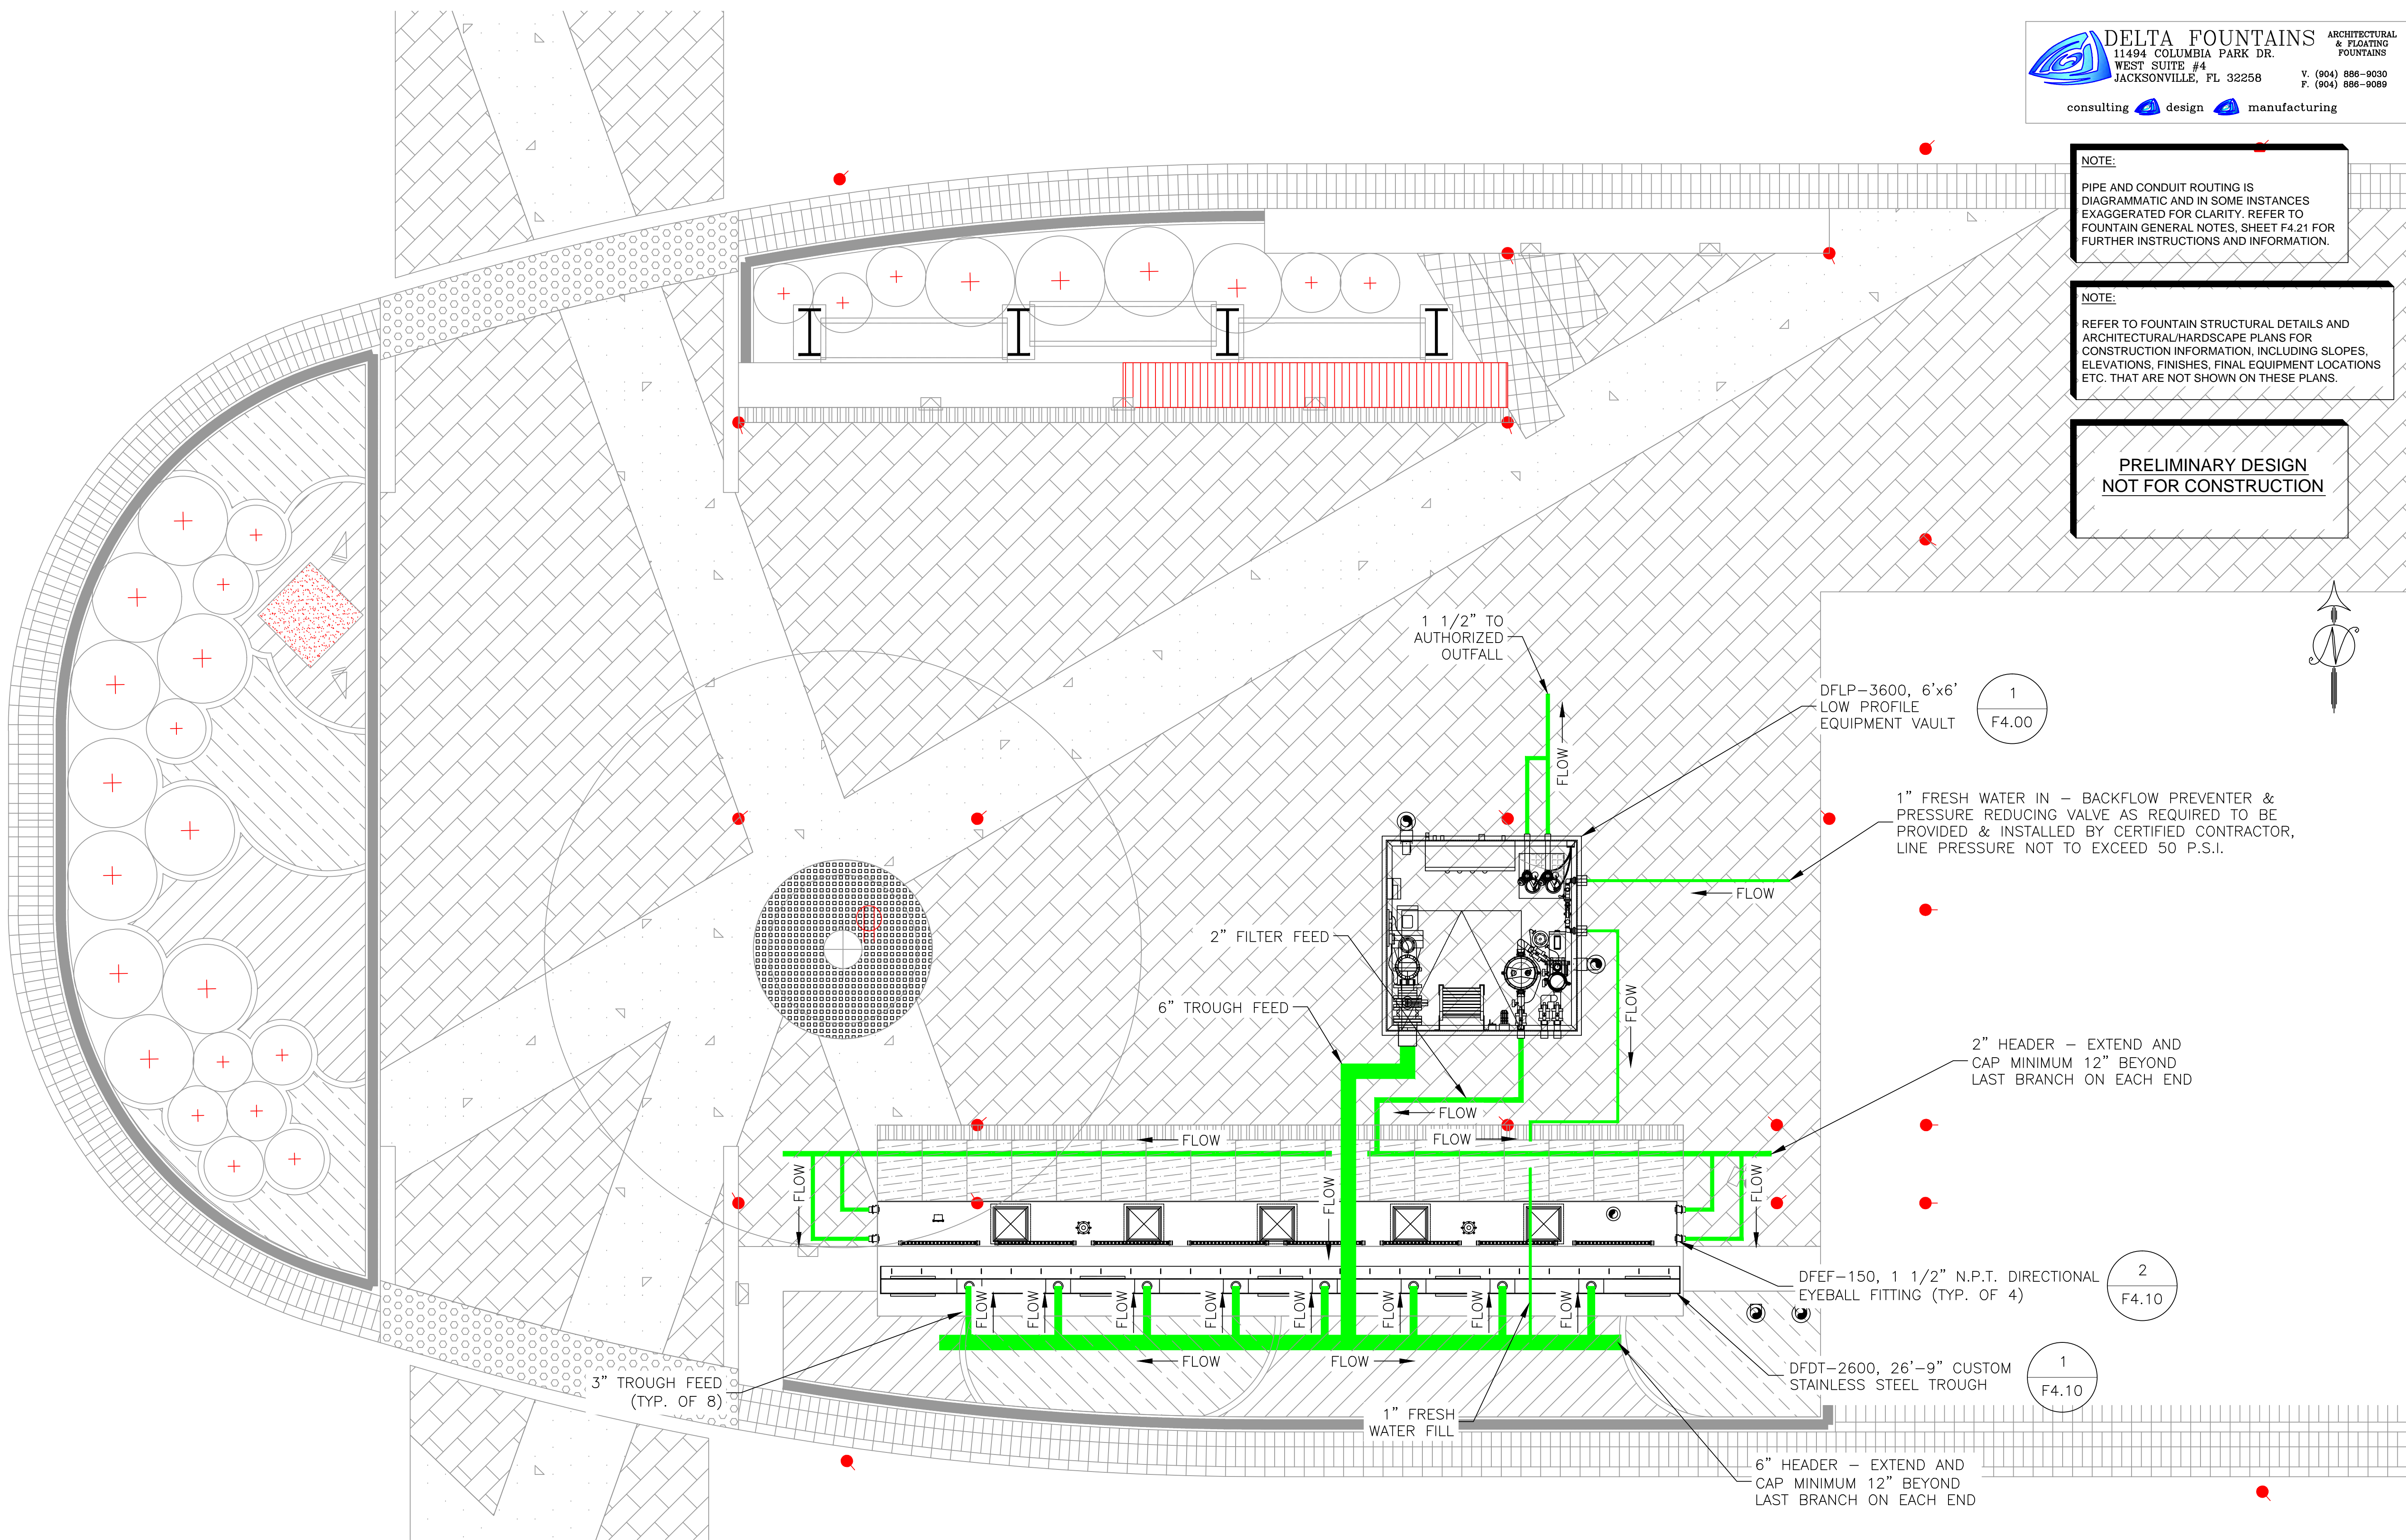 DELTA FOUNTAINS
ARCHITECTURAL
& FLOATING
FOUNTAINS
11494 COLUMBIA PARK DR.
WEST SUITE #4
JACKSONVILLE, FL 32258
V. (904) 886-9030
F. (904) 886-9089
consulting design manufacturing
NOTE:
PIPE AND CONDUIT ROUTING IS
DIAGRAMMATIC AND IN SOME INSTANCES
EXAGGERATED FOR CLARITY. REFER TO
FOUNTAIN GENERAL NOTES, SHEET F4.21 FOR
FURTHER INSTRUCTIONS AND INFORMATION.
NOTE:
REFER TO FOUNTAIN STRUCTURAL DETAILS AND
ARCHITECTURAL/HARDSCAPE PLANS FOR
CONSTRUCTION INFORMATION, INCLUDING SLOPES,
ELEVATIONS, FINISHES, FINAL EQUIPMENT LOCATIONS
ETC. THAT ARE NOT SHOWN ON THESE PLANS.
PRELIMINARY DESIGN
NOT FOR CONSTRUCTION
N
1 1/2" TO
AUTHORIZED
OUTFALL
FLOW
DFLP-3600, 6'x6'
LOW PROFILE
EQUIPMENT VAULT
1
F4.00
1" FRESH WATER IN - BACKFLOW PREVENTER &
PRESSURE REDUCING VALVE AS REQUIRED TO BE
PROVIDED & INSTALLED BY CERTIFIED CONTRACTOR,
LINE PRESSURE NOT TO EXCEED 50 P.S.I.
FLOW
2" FILTER FEED
6" TROUGH FEED
FLOW
2" HEADER - EXTEND AND
CAP MINIMUM 12" BEYOND
LAST BRANCH ON EACH END
FLOW
FLOW
FLOW
FLOW
FLOW
FLOW
DFEF-150, 1 1/2" N.P.T. DIRECTIONAL
EYEBALL FITTING (TYP. OF 4)
2
F4.10
FLOW
FLOW
FLOW
FLOW
FLOW
FLOW
FLOW
FLOW
FLOW
FLOW
DFDT-2600, 26'-9" CUSTOM
STAINLESS STEEL TROUGH
1
F4.10
3" TROUGH FEED
(TYP. OF 8)
1" FRESH
WATER FILL
6" HEADER - EXTEND AND
CAP MINIMUM 12" BEYOND
LAST BRANCH ON EACH END